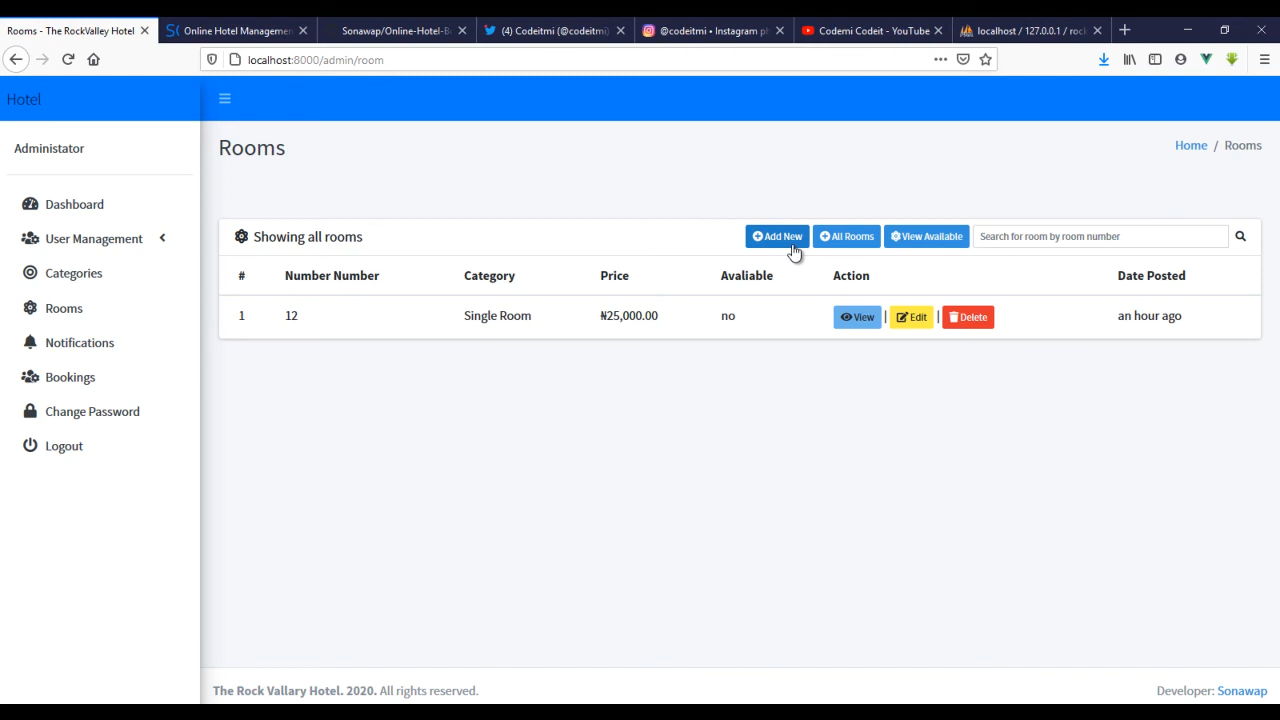 Rooms - The RockValley Hotel
Online Hotel Managemen
Sonawap/Online-Hotel-B
(4) Codeitmi (@codeitmi)
@codeitmi • Instagram p
Codemi Codeit - YouTube
localhost / 127.0.0.1 / roc
localhost:8000/admin/room
Hotel
Administator
Rooms
Home / Rooms
Dashboard
User Management
Categories
Rooms
Notifications
Bookings
Change Password
Logout
Showing all rooms
Add New
All Rooms
View Available
Search for room by room number
# Number Number Category Price Avaliable Action Date Posted
1 12 Single Room ₦25,000.00 no View | Edit | Delete an hour ago
The Rock Vallary Hotel. 2020. All rights reserved.
Developer: Sonawap